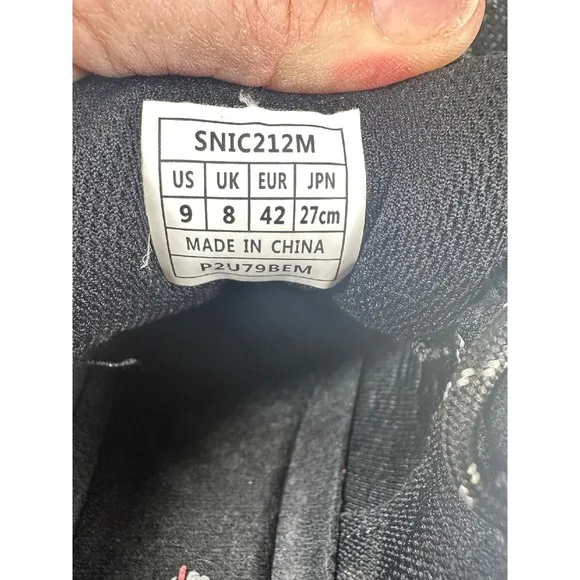 SNIC212M
US UK EUR JPN
9 8 42 27cm
MADE IN CHINA
P2U79BEM